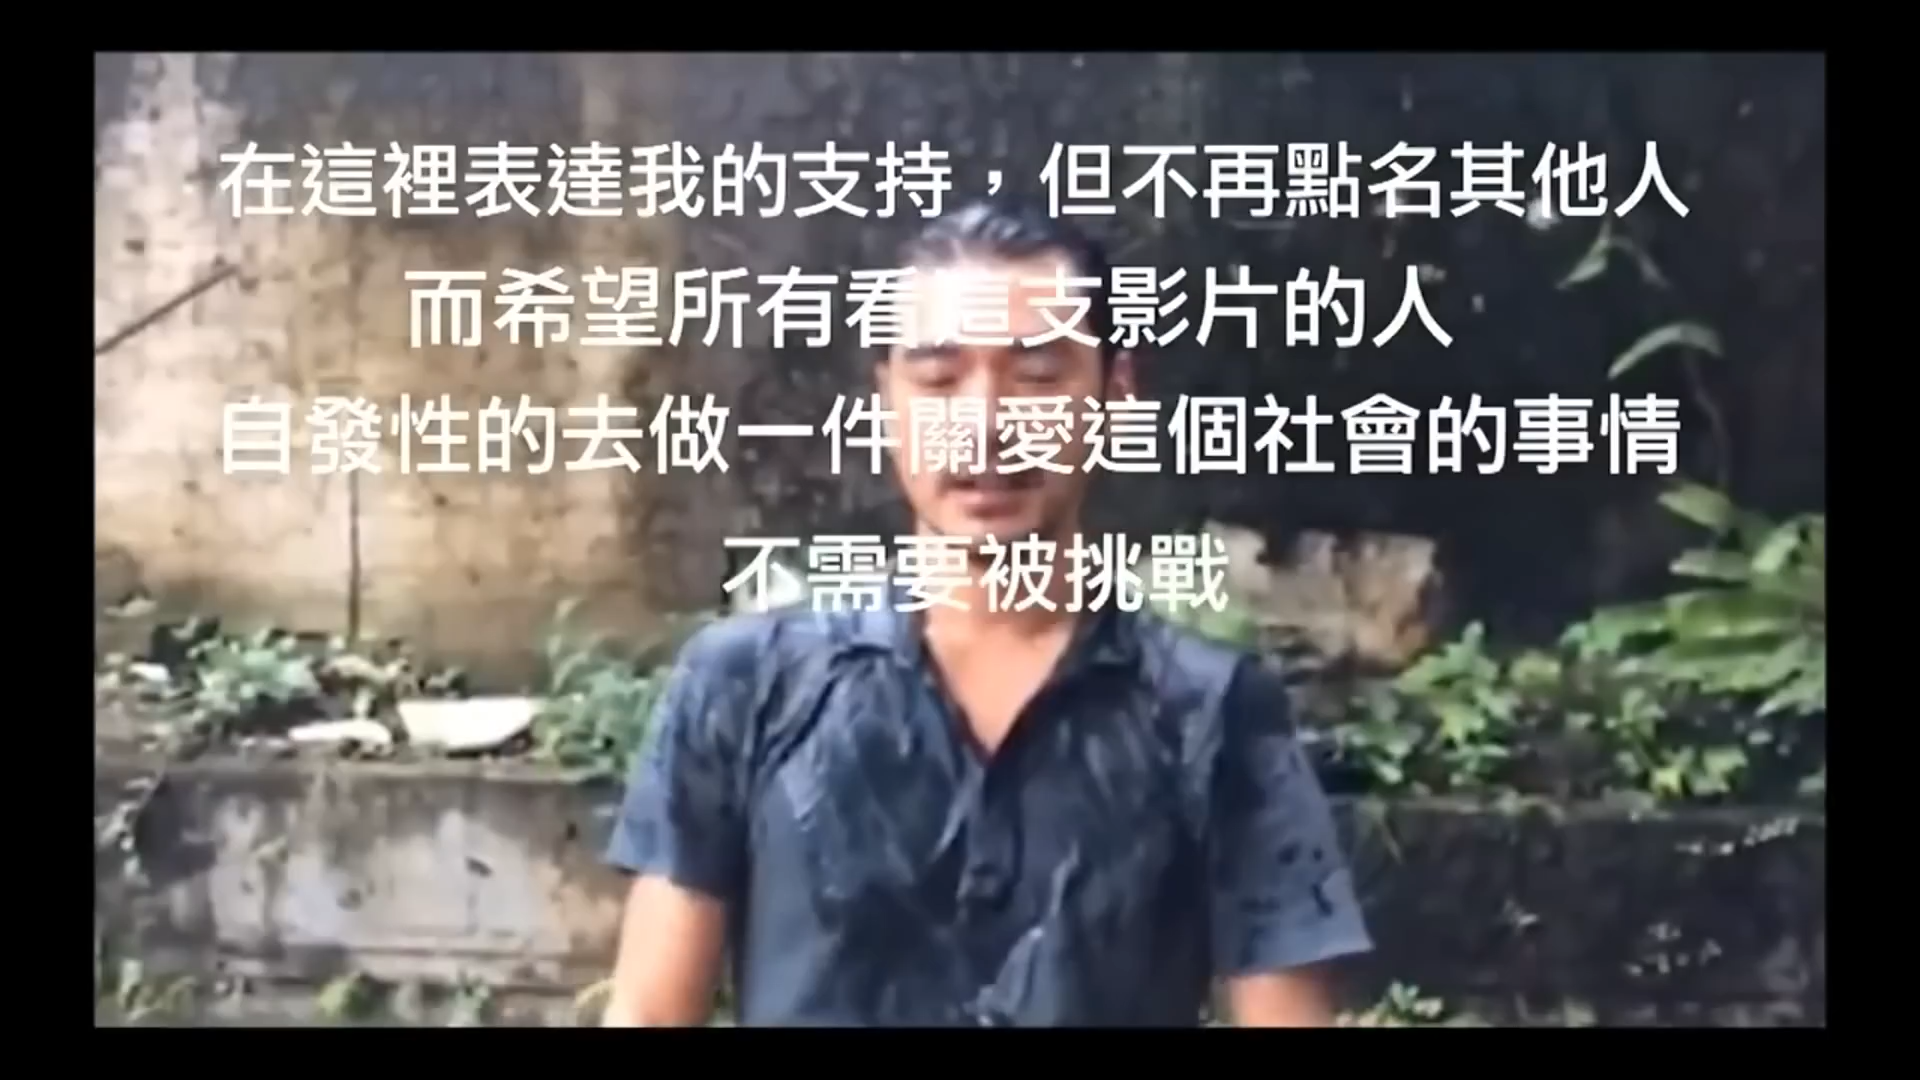 在這裡表達我的支持，但不再點名其他人
而希望所有看這支影片的人
自發性的去做一件關愛這個社會的事情
不需要被挑戰